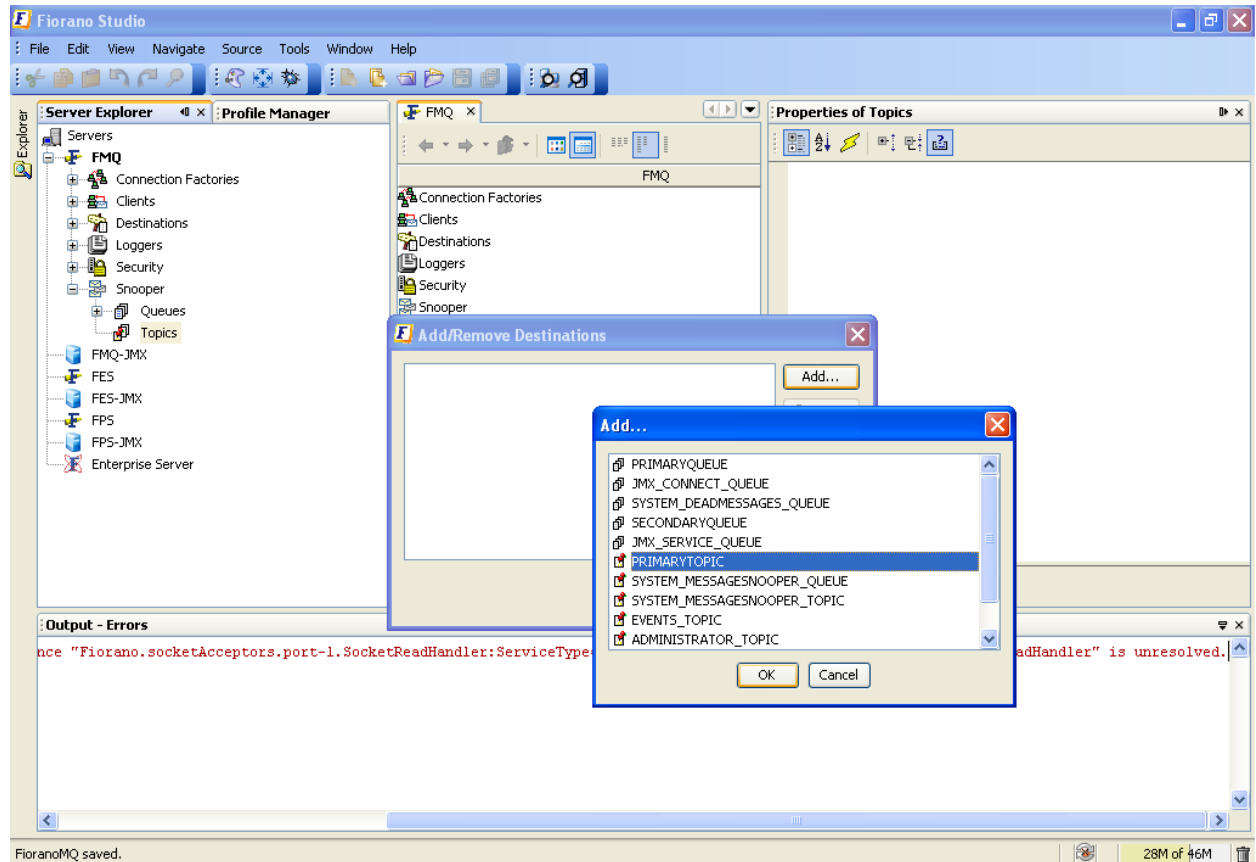 Fiorano Studio
File Edit View Navigate Source Tools Window Help
Explorer
Server Explorer Profile Manager
Servers
FMQ
Connection Factories
Clients
Destinations
Loggers
Security
Snooper
Queues
Topics
FMQ-JMX
FES
FES-JMX
FPS
FPS-JMX
Enterprise Server
FMQ
FMQ
Connection Factories
Clients
Destinations
Loggers
Security
Snooper
Properties of Topics
Add/Remove Destinations
Add...
Add...
PRIMARYQUEUE
JMX_CONNECT_QUEUE
SYSTEM_DEADMESSAGES_QUEUE
SECONDARYQUEUE
JMX_SERVICE_QUEUE
PRIMARYTOPIC
SYSTEM_MESSAGESNOOPER_QUEUE
SYSTEM_MESSAGESNOOPER_TOPIC
EVENTS_TOPIC
ADMINISTRATOR_TOPIC
OK Cancel
Output - Errors
nce "Fiorano.socketAcceptors.port-1.SocketReadHandler:ServiceType= adHandler" is unresolved.
FioranoMQ saved.
28M of 46M